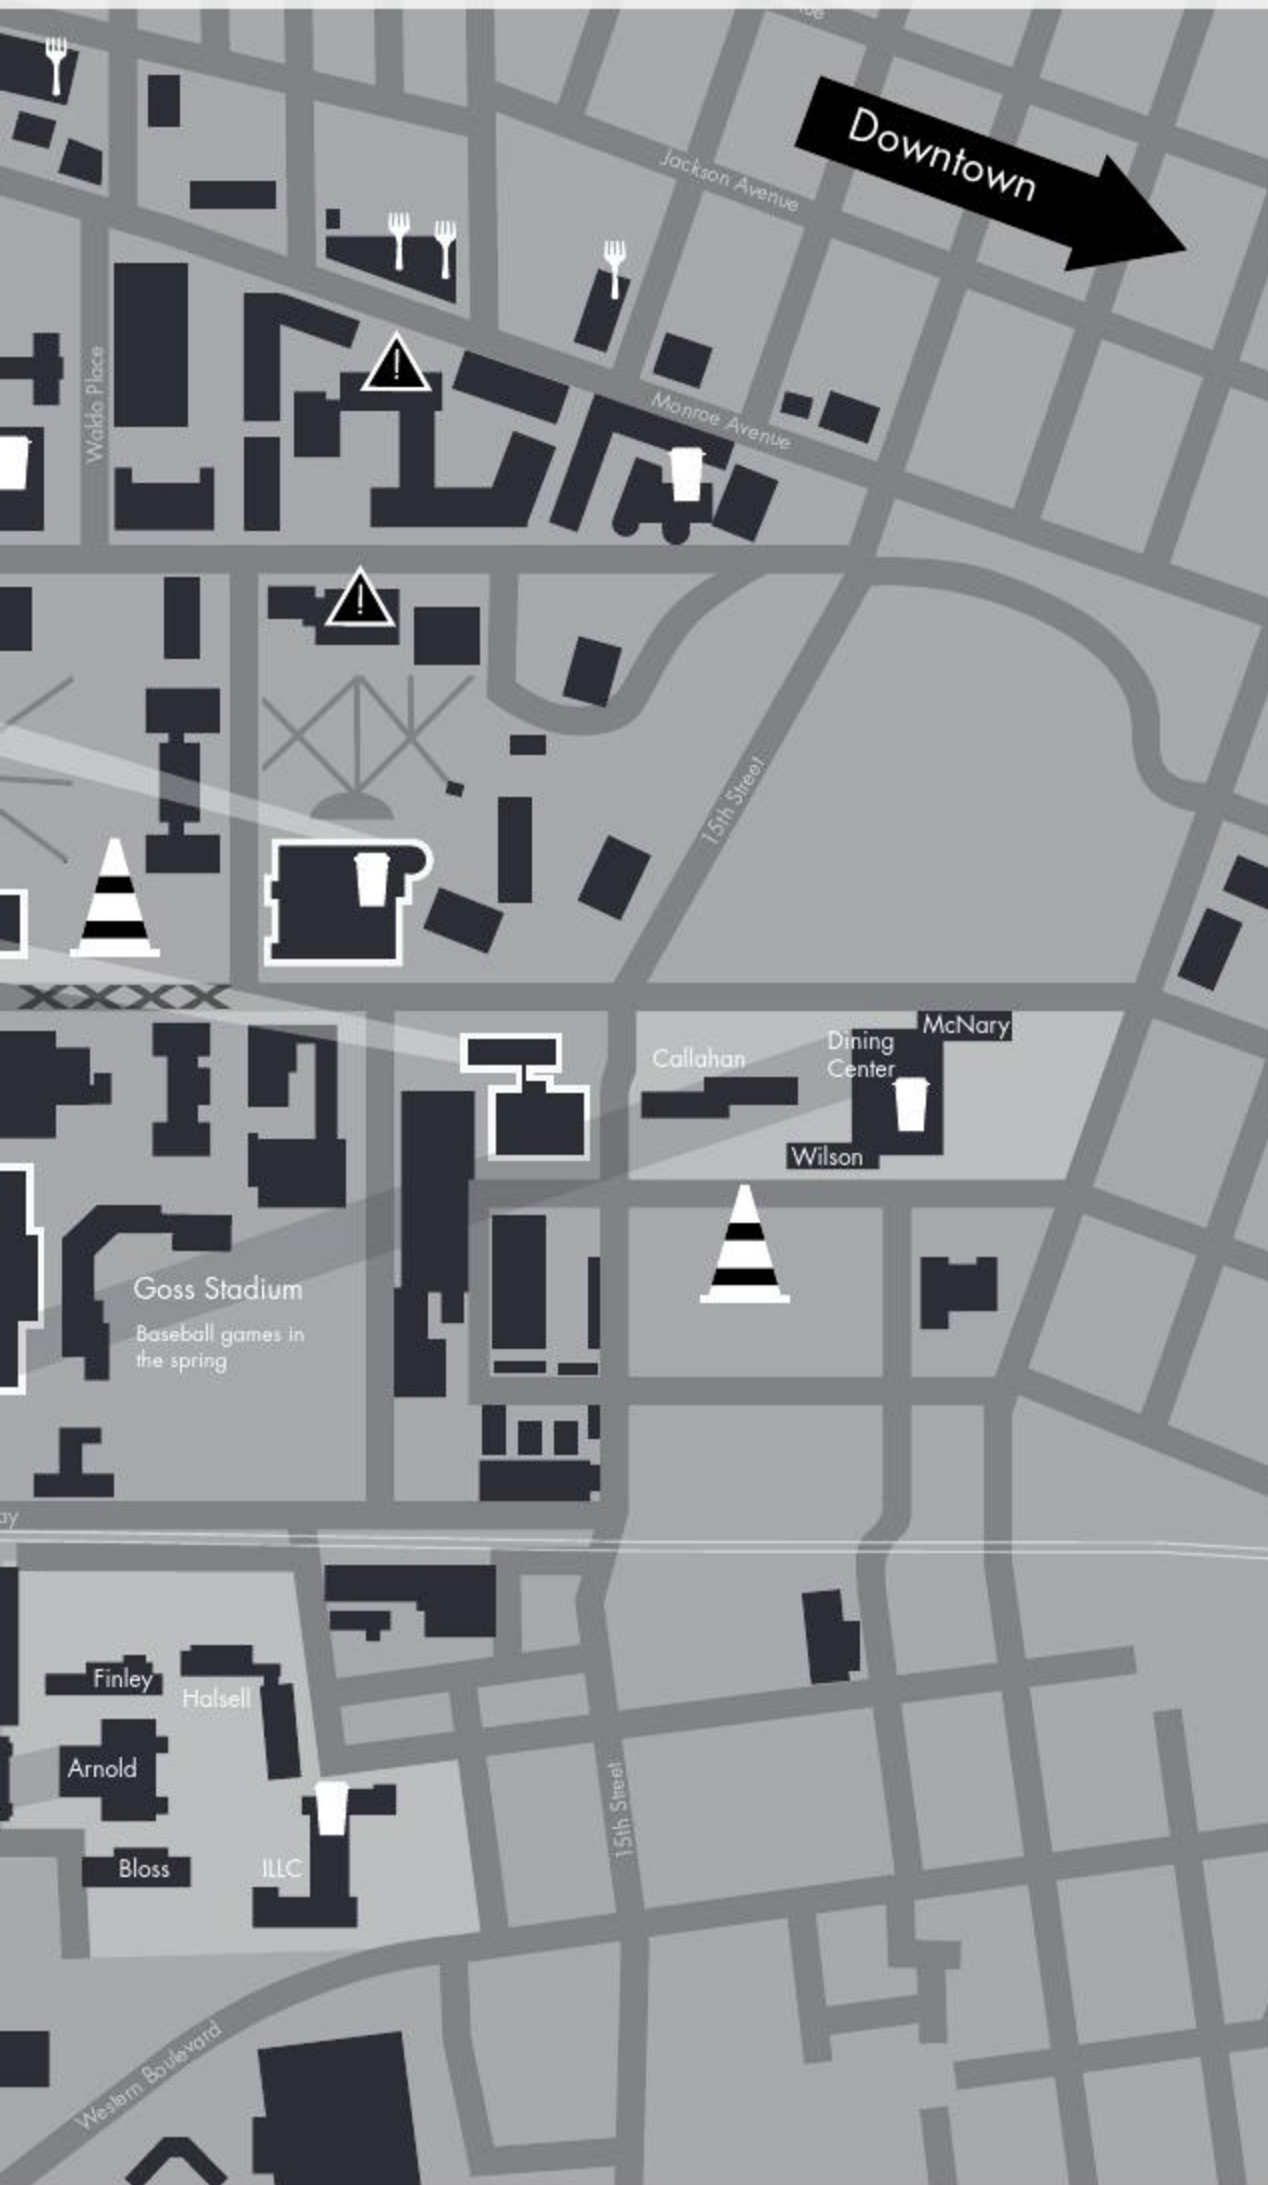 Downtown
Jackson Avenue
Waldo Place
Monroe Avenue
15th Street
McNary
Dining
Center
Callahan
Wilson
Goss Stadium
Baseball games in
the spring
Finley
Halsell
Arnold
15th Street
Bloss
ILLC
Western Boulevard